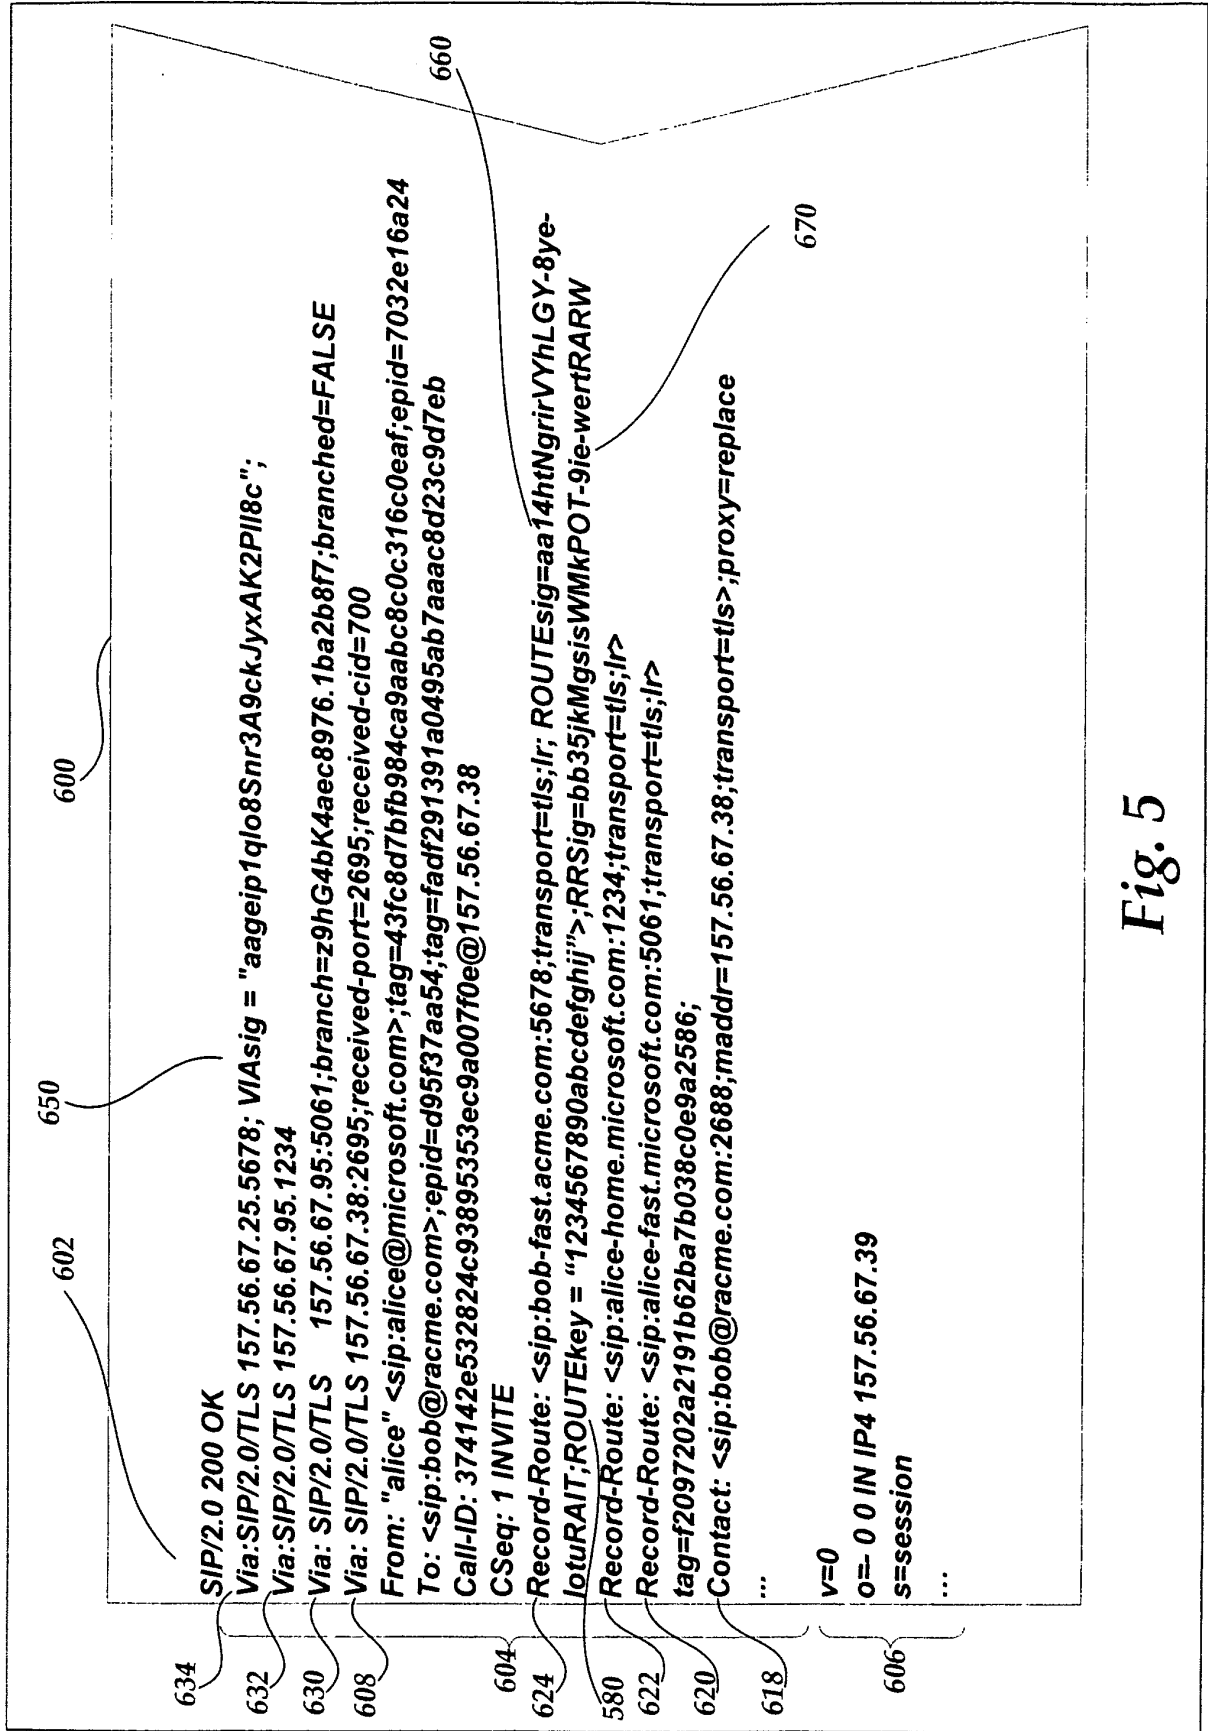 600
602
650
660
634
SIP/2.0 200 OK
Via:SIP/2.0/TLS 157.56.67.25.5678; VIAsig = "aageip1qlo8Snr3A9ckJyxAK2PIl8c";
632
Via:SIP/2.0/TLS 157.56.67.95.1234
630
Via: SIP/2.0/TLS 157.56.67.95:5061;branch=z9hG4bK4aec8976.1ba2b8f7;branched=FALSE
608
Via: SIP/2.0/TLS 157.56.67.38:2695;received-port=2695;received-cid=700
From: "alice" <sip:alice@microsoft.com>;tag=43fc8d7bfb984ca9aabc8c0c316c0eaf;epid=7032e16a24
To: <sip:bob@racme.com>;epid=d95f37aa54;tag=fadf291391a0495ab7aaac8d23c9d7eb
Call-ID: 374142e532824c93895353ec9a007f0e@157.56.67.38
604
CSeq: 1 INVITE
624
Record-Route: <sip:bob-fast.acme.com:5678;transport=tls;lr; ROUTEsig=aa14htNgrirVYhLGY-8ye-
580
lotuRAIT;ROUTEkey = "1234567890abcdefghij">;RRSig=bb35jkMgsisWMkPOT-9ie-wertRARW
670
622
Record-Route: <sip:alice-home.microsoft.com:1234;transport=tls;lr>
620
Record-Route: <sip:alice-fast.microsoft.com:5061;transport=tls;lr>
tag=f2097202a2191b62ba7b038c0e9a2586;
618
Contact: <sip:bob@racme.com:2688;maddr=157.56.67.38;transport=tls>;proxy=replace
...
v=0
606
o=- 0 0 IN IP4 157.56.67.39
s=session
...
Fig. 5